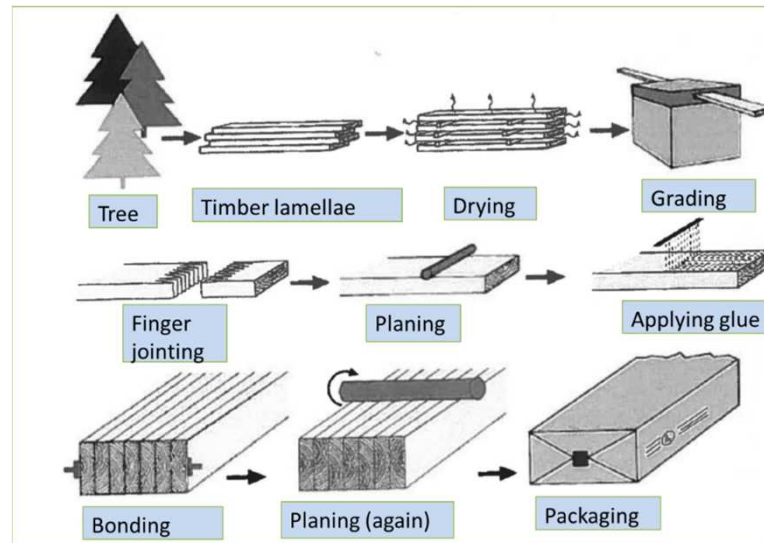 Tree
Timber lamellae
Drying
Grading
Finger
jointing
Planing
Applying glue
Bonding
Planing (again)
Packaging